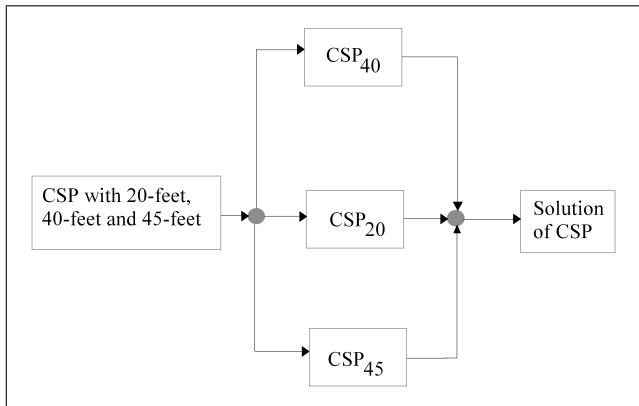 CSP40
CSP with 20-feet,
40-feet and 45-feet
CSP20
Solution
of CSP
CSP45